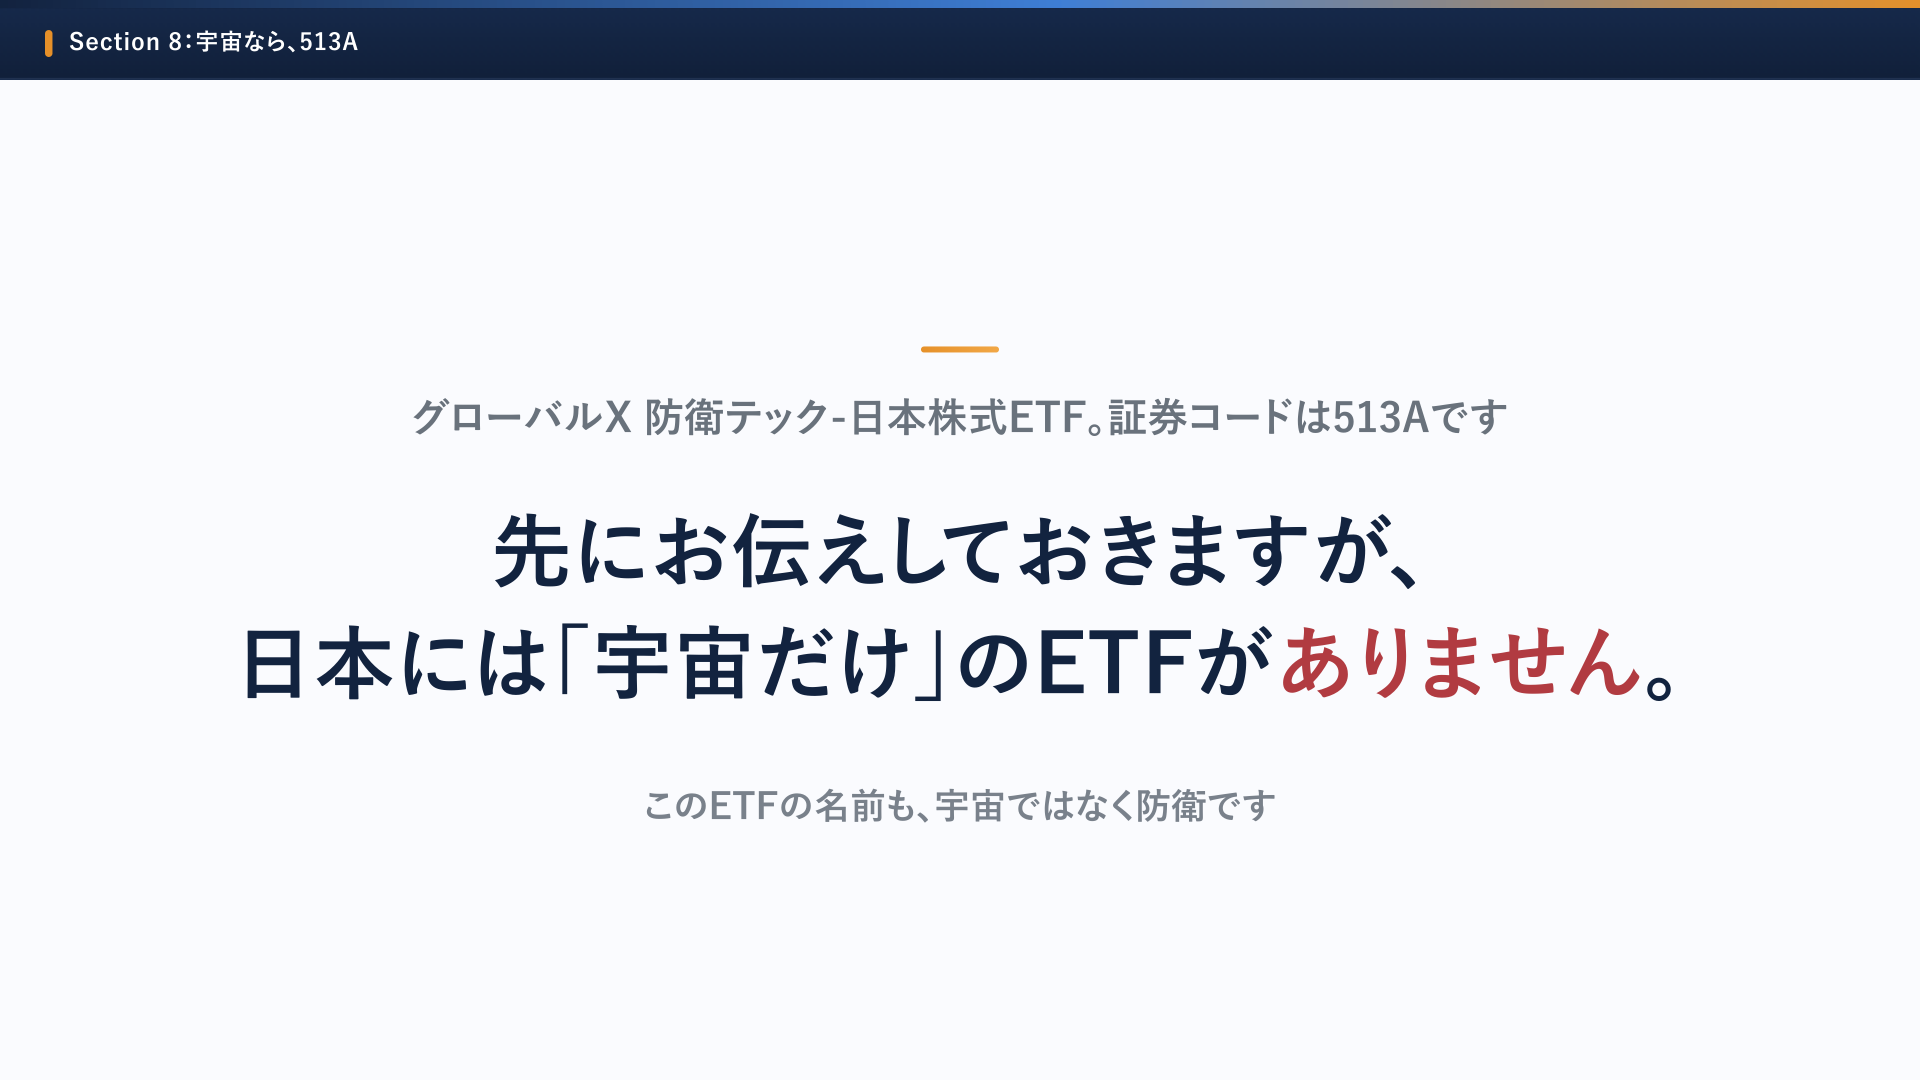 Section 8：宇宙なら、513A
グローバルX 防衛テック-日本株式ETF。証券コードは513Aです
先にお伝えしておきますが、
日本には「宇宙だけ」のETFがありません。
このETFの名前も、宇宙ではなく防衛です